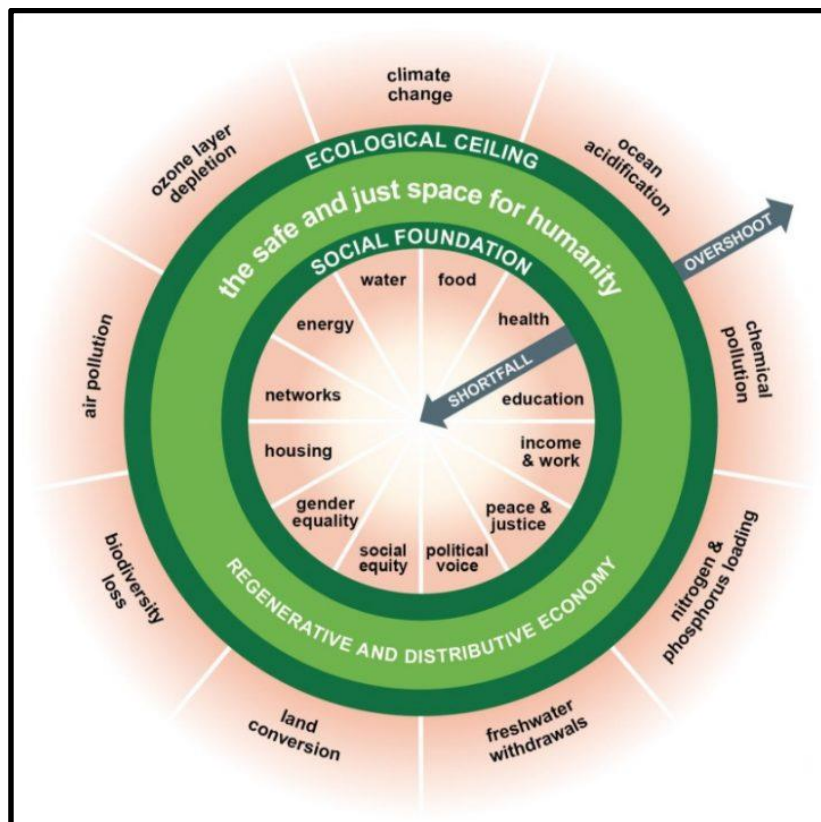 climate
change
ocean
acidification
chemical
pollution
nitrogen &
phosphorus loading
freshwater
withdrawals
land
conversion
biodiversity
loss
air pollution
ozone layer
depletion
ECOLOGICAL CEILING
the safe and just space for humanity
SOCIAL FOUNDATION
OVERSHOOT
SHORTFALL
water
food
health
education
income
& work
peace &
justice
political
voice
social
equity
gender
equality
housing
networks
energy
REGENERATIVE AND DISTRIBUTIVE ECONOMY